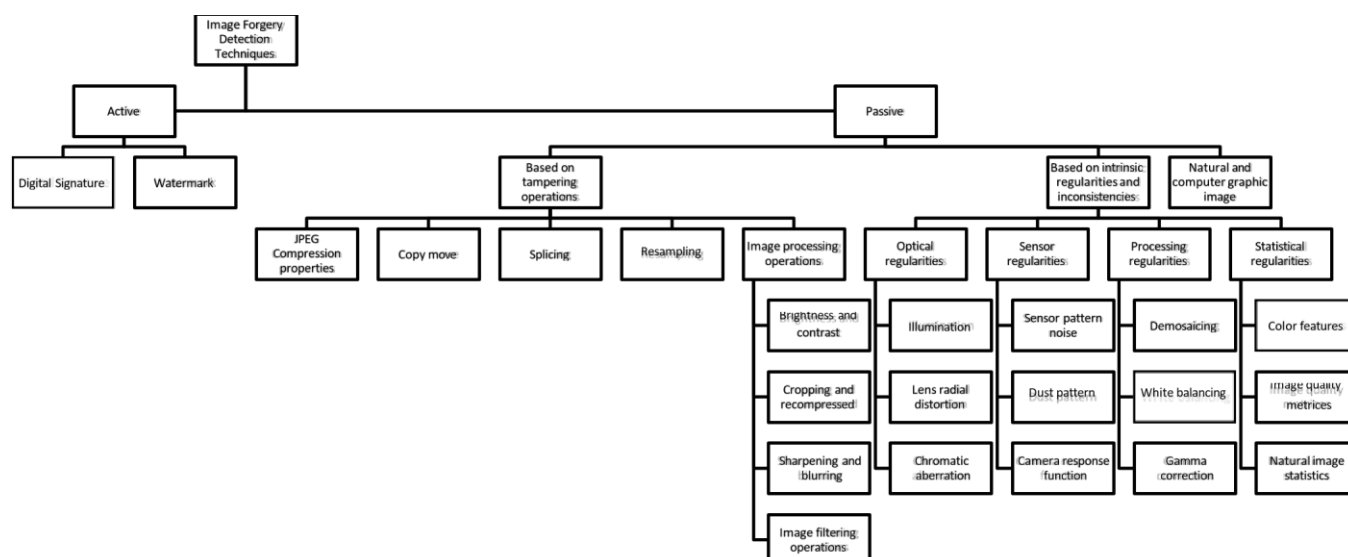 Image Forgery
Detection
Techniques
Active
Passive
Digital Signature
Watermark
Based on
tampering
operations
Based on intrinsic
regularities and
inconsistencies
Natural and
computer graphic
image
JPEG
Compression
properties
Copy move
Splicing
Resampling
Image processing
operations
Optical
regularities
Sensor
regularities
Processing
regularities
Statistical
regularities
Brightness and
contrast
Illumination
Sensor pattern
noise
Demosaicing
Color features
Cropping and
recompressed
Lens radial
distortion
Dust pattern
White balancing
Image quality
metrices
Sharpening and
blurring
Chromatic
aberration
Camera response
function
Gamma
correction
Natural image
statistics
Image filtering
operations